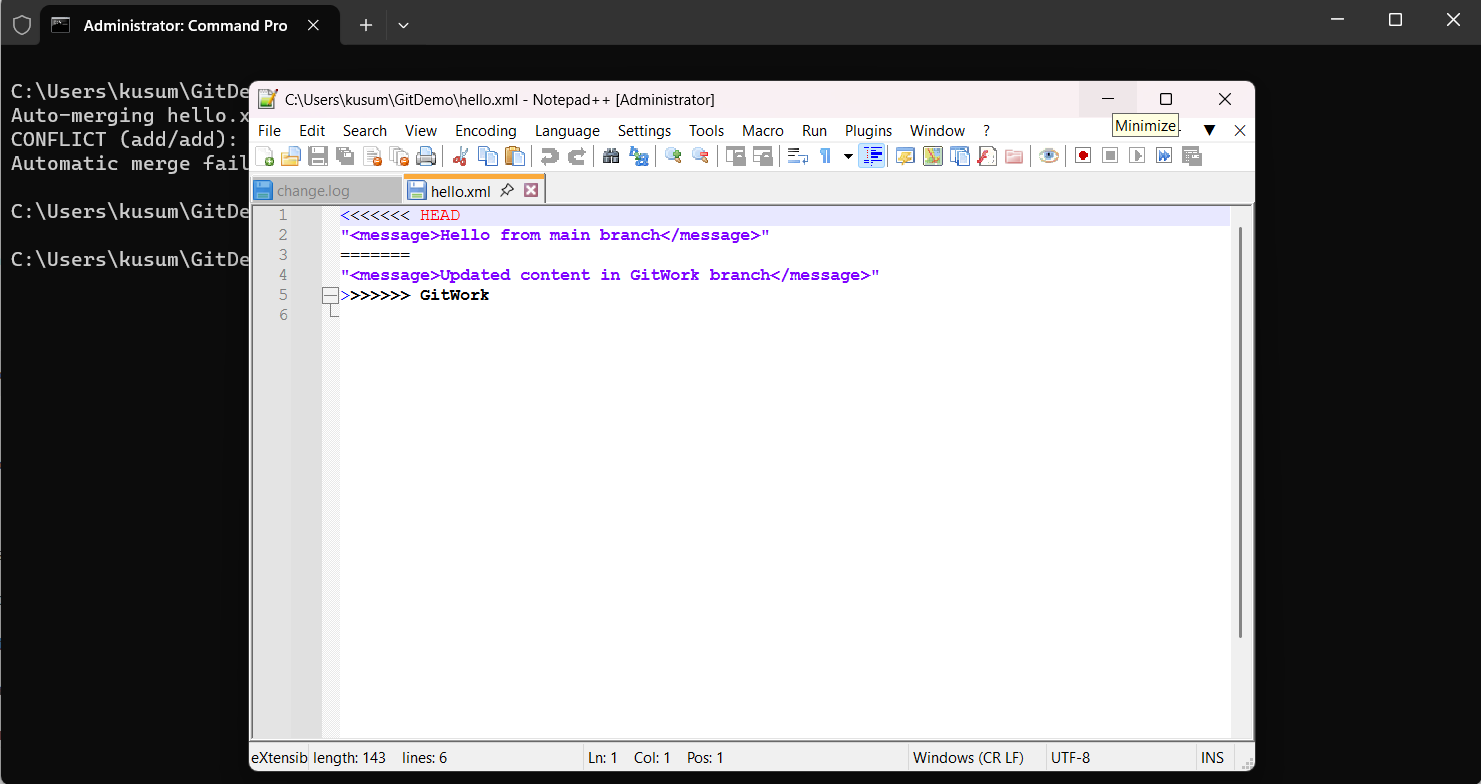 Administrator: Command Pro
C:\Users\kusum\GitDe
Auto-merging hello.x
CONFLICT (add/add):
Automatic merge fail
C:\Users\kusum\GitDe
C:\Users\kusum\GitDe
C:\Users\kusum\GitDemo\hello.xml - Notepad++ [Administrator]
File Edit Search View Encoding Language Settings Tools Macro Run Plugins Window ?
Minimize
change.log hello.xml
1 <<<<<<< HEAD
2 "<message>Hello from main branch</message>"
3 =======
4 "<message>Updated content in GitWork branch</message>"
5 >>>>>>> GitWork
6
eXtensib length: 143 lines: 6 Ln: 1 Col: 1 Pos: 1 Windows (CR LF) UTF-8 INS